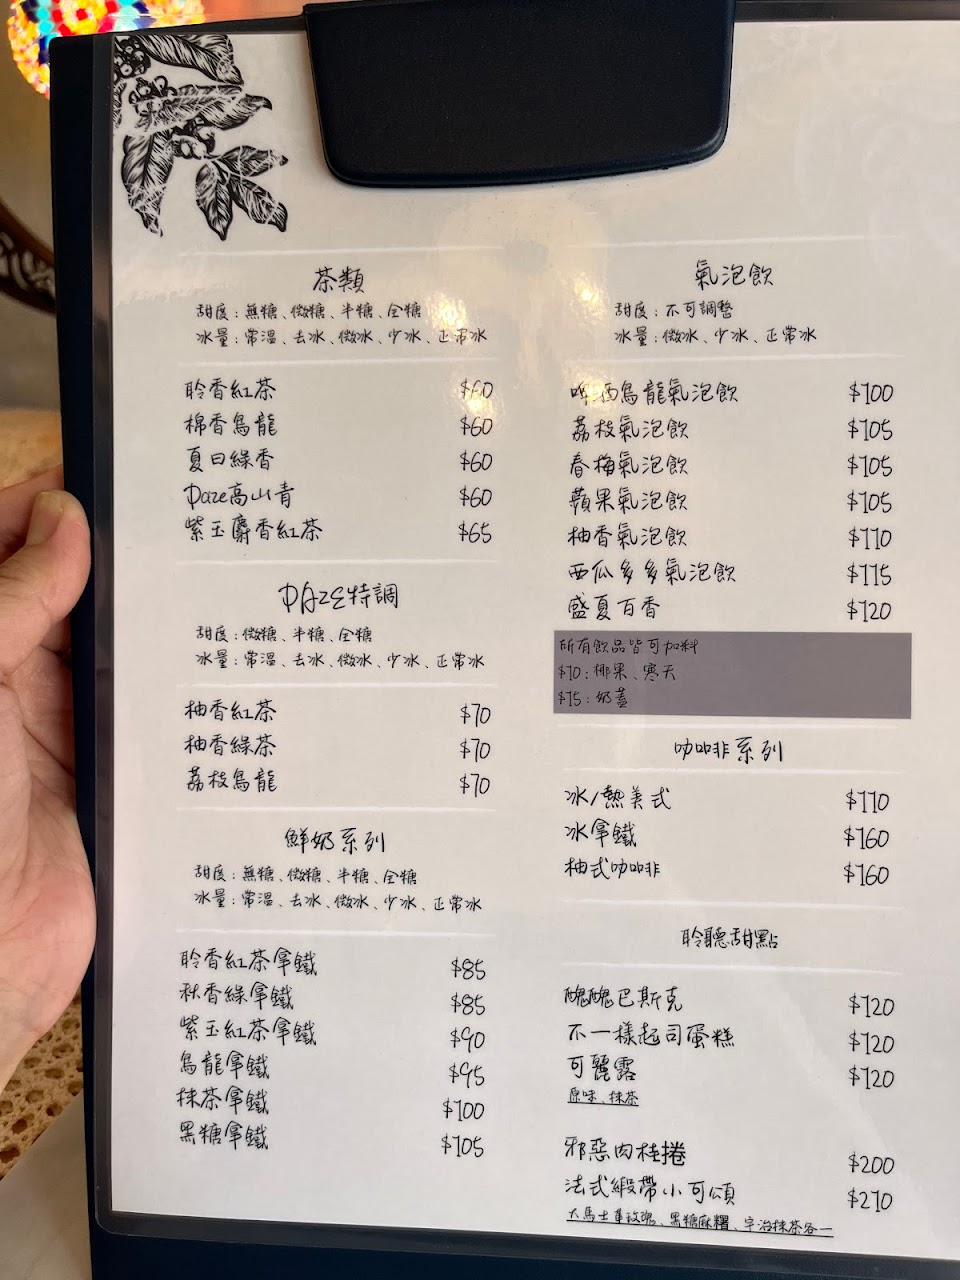 茶類
甜度：無糖、微糖、半糖、全糖
冰量：常溫、去冰、微冰、少冰、正常冰
聆香紅茶 $60
棉香烏龍 $60
夏日綠香 $60
Daze高山青 $60
紫玉麝香紅茶 $65
DAZE特調
甜度：微糖、半糖、全糖
冰量：常溫、去冰、微冰、少冰、正常冰
柚香紅茶 $70
柚香綠茶 $70
荔枝烏龍 $70
鮮奶系列
甜度：無糖、微糖、半糖、全糖
冰量：常溫、去冰、微冰、少冰、正常冰
聆香紅茶拿鐵 $85
秋香綠拿鐵 $85
紫玉紅茶拿鐵 $90
烏龍拿鐵 $95
抹茶拿鐵 $100
黑糖拿鐵 $105
氣泡飲
甜度：不可調整
冰量：微冰、少冰、正常冰
啤酒烏龍氣泡飲 $100
荔枝氣泡飲 $105
春梅氣泡飲 $105
蘋果氣泡飲 $105
柚香氣泡飲 $110
西瓜多多氣泡飲 $115
盛夏百香 $120
所有飲品皆可加料
$10：椰果、寒天
$15：奶蓋
咖啡系列
冰/熱美式 $110
冰拿鐵 $160
柚式咖啡 $160
聆聽甜點
醜醜巴斯克 $120
不一樣起司蛋糕 $120
可麗露 $120
原味、抹茶
邪惡肉桂捲 $200
法式緞帶小可頌 $210
大馬士革玫瑰、黑糖麻糬、宇治抹茶各一